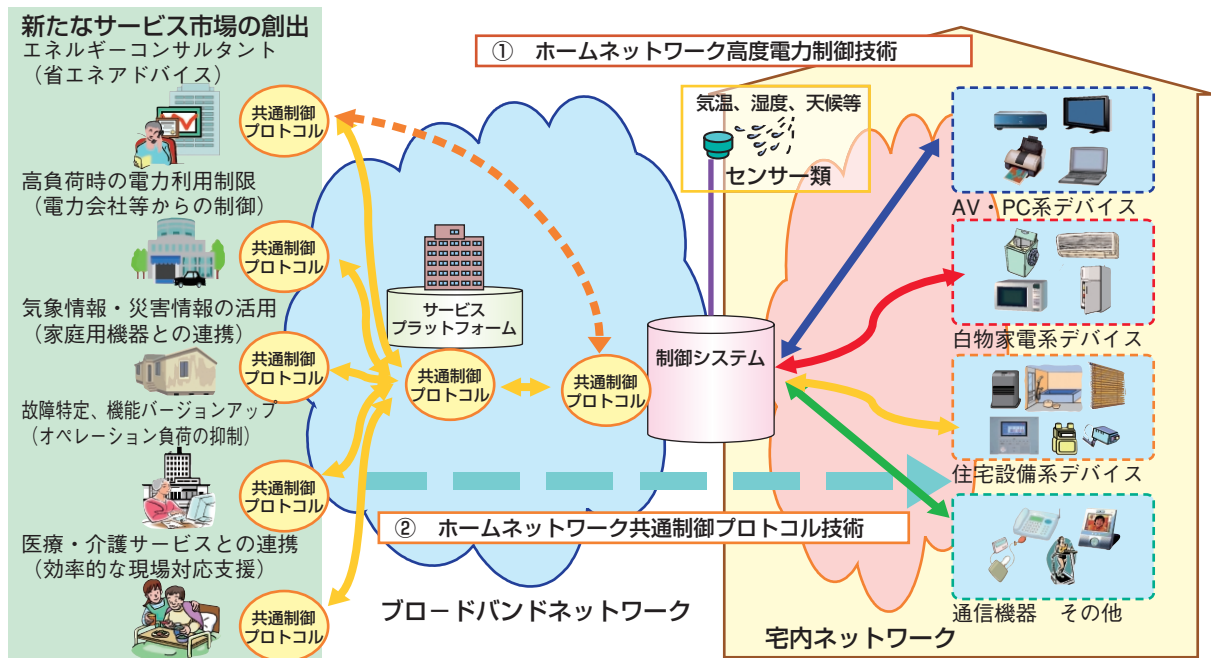 新たなサービス市場の創出
エネルギーコンサルタント
（省エネアドバイス）
共通制御
プロトコル
高負荷時の電力利用制限
（電力会社等からの制御）
共通制御
プロトコル
気象情報・災害情報の活用
（家庭用機器との連携）
共通制御
プロトコル
故障特定、機能バージョンアップ
（オペレーション負荷の抑制）
共通制御
プロトコル
医療・介護サービスとの連携
（効率的な現場対応支援）
共通制御
プロトコル
① ホームネットワーク高度電力制御技術
サービス
プラットフォーム
共通制御
プロトコル
共通制御
プロトコル
制御システム
気温、湿度、天候等
センサー類
② ホームネットワーク共通制御プロトコル技術
ブロードバンドネットワーク
宅内ネットワーク
AV・PC系デバイス
白物家電系デバイス
住宅設備系デバイス
通信機器　その他